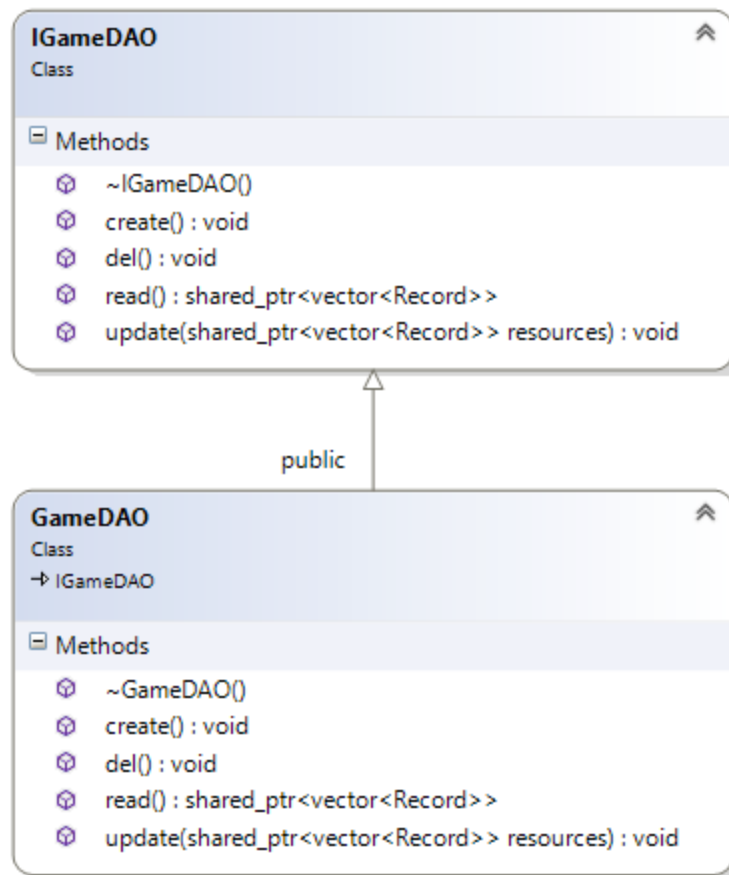 IGameDAO
Class
Methods
~IGameDAO()
create() : void
del() : void
read() : shared_ptr<vector<Record>>
update(shared_ptr<vector<Record>> resources) : void
public
GameDAO
Class
IGameDAO
Methods
~GameDAO()
create() : void
del() : void
read() : shared_ptr<vector<Record>>
update(shared_ptr<vector<Record>> resources) : void